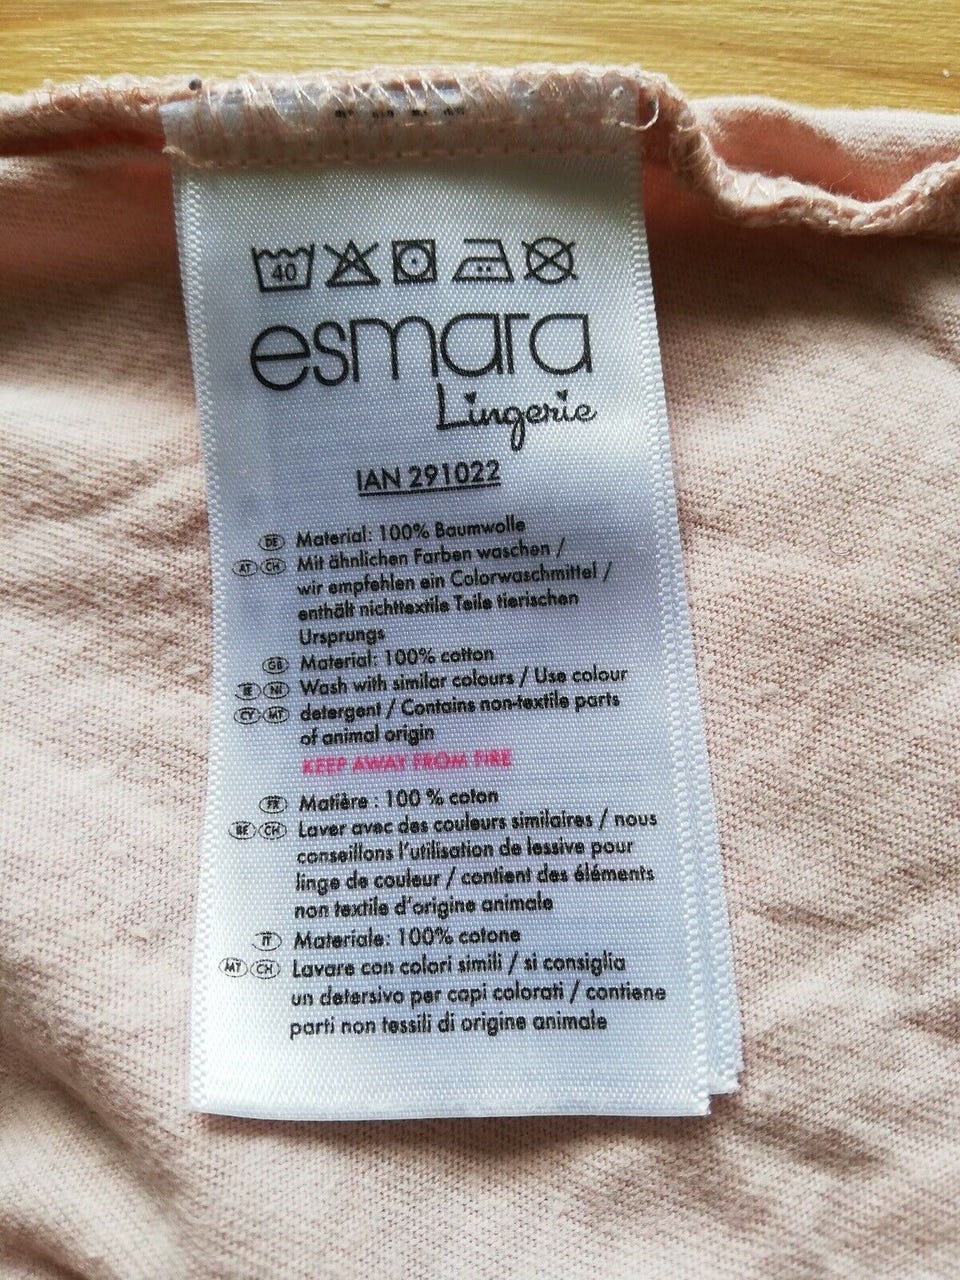 40
esmara
Lingerie
IAN 291022
DE Material: 100% Baumwolle
AT CH Mit ähnlichen Farben waschen /
wir empfehlen ein Colorwaschmittel /
enthält nichttextile Teile tierischen
Ursprungs
GB Material: 100% cotton
IE NI Wash with similar colours / Use colour
CY MT detergent / Contains non-textile parts
of animal origin
KEEP AWAY FROM FIRE
FR Matière : 100 % coton
BE CH Laver avec des couleurs similaires / nous
conseillons l'utilisation de lessive pour
linge de couleur / contient des éléments
non textile d'origine animale
IT Materiale: 100% cotone
MT CH Lavare con colori simili / si consiglia
un detersivo per capi colorati / contiene
parti non tessili di origine animale